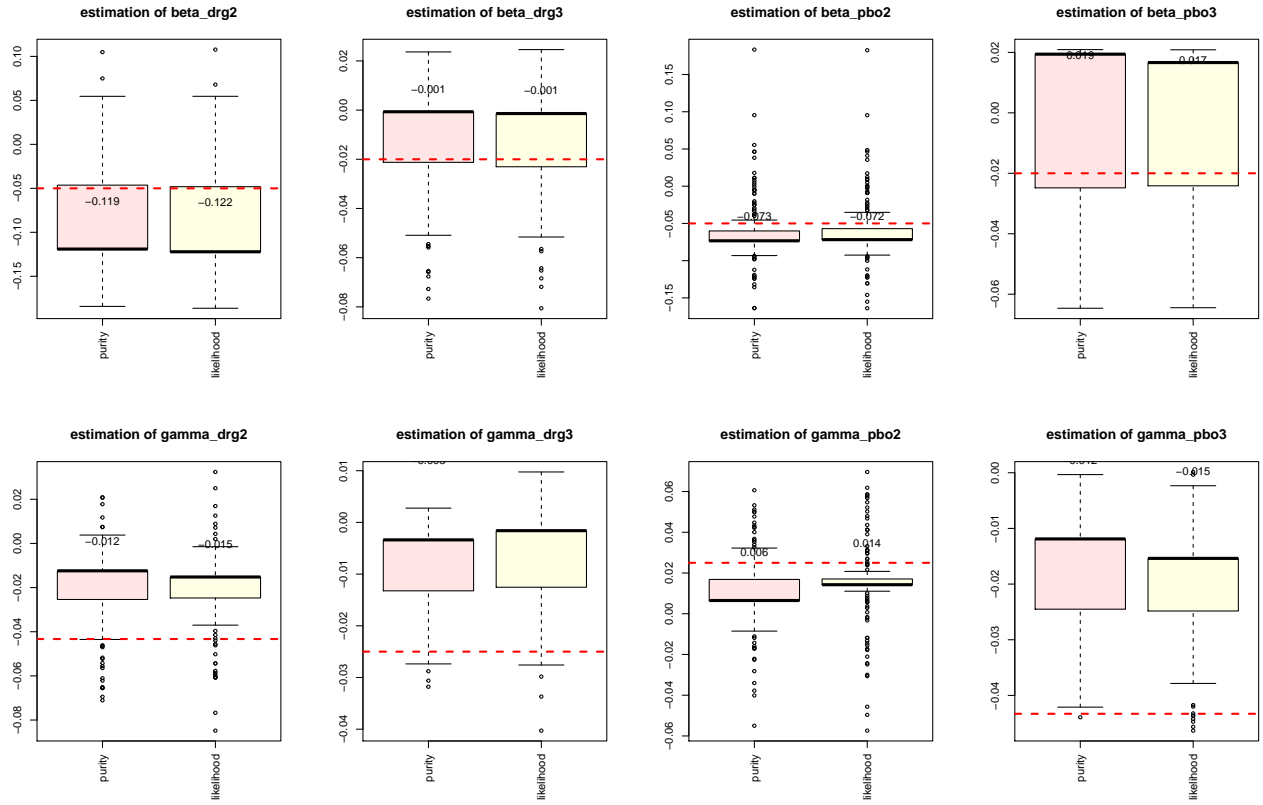 estimation of beta_drg2
0.10
0.05
0.00
−0.05
−0.10
−0.15
−0.119
−0.122
purity
likelihood
estimation of beta_drg3
0.02
0.00
−0.02
−0.04
−0.06
−0.08
−0.001
−0.001
purity
likelihood
estimation of beta_pbo2
0.15
0.10
0.05
0.00
−0.05
−0.15
−0.073
−0.072
purity
likelihood
estimation of beta_pbo3
0.02
0.00
−0.02
−0.04
−0.06
0.019
0.017
purity
likelihood
estimation of gamma_drg2
0.02
0.00
−0.02
−0.04
−0.06
−0.08
−0.012
−0.015
purity
likelihood
estimation of gamma_drg3
0.01
0.00
−0.01
−0.02
−0.03
−0.04
purity
likelihood
estimation of gamma_pbo2
0.06
0.04
0.02
0.00
−0.02
−0.04
−0.06
0.006
0.014
purity
likelihood
estimation of gamma_pbo3
0.00
−0.01
−0.02
−0.03
−0.04
−0.015
purity
likelihood